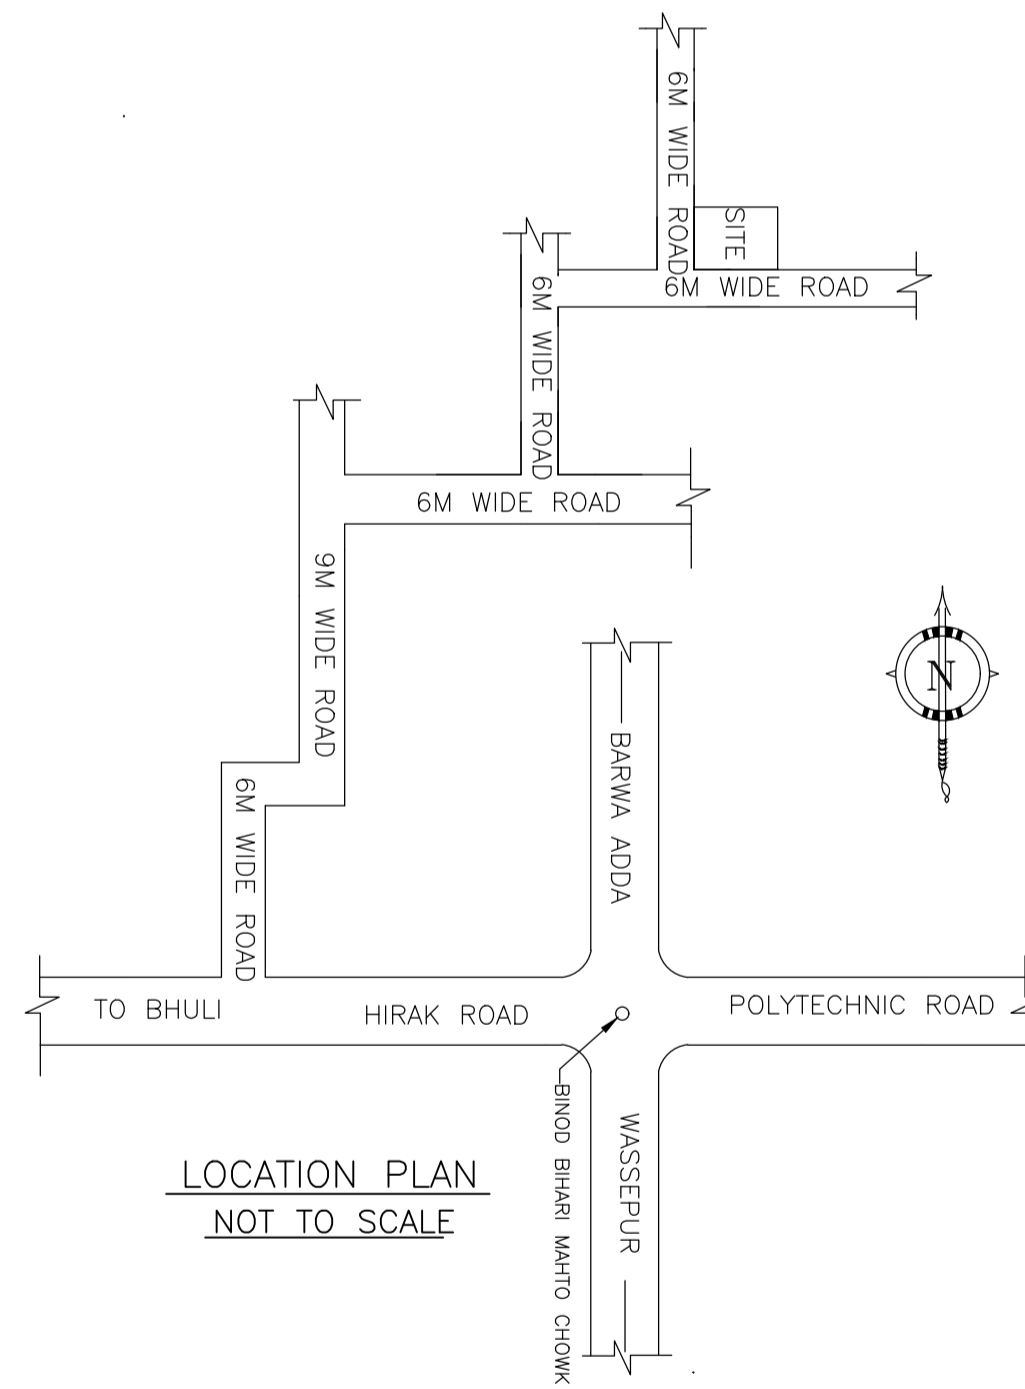 6M WIDE ROAD
SITE
6M WIDE ROAD
6M WIDE ROAD
6M WIDE ROAD
9M WIDE ROAD
N
BARWA ADDA
6M WIDE ROAD
TO BHULI
HIRAK ROAD
POLYTECHNIC ROAD
BINOD BIHARI MAHTO CHOWK
WASSEPUR
LOCATION PLAN
NOT TO SCALE